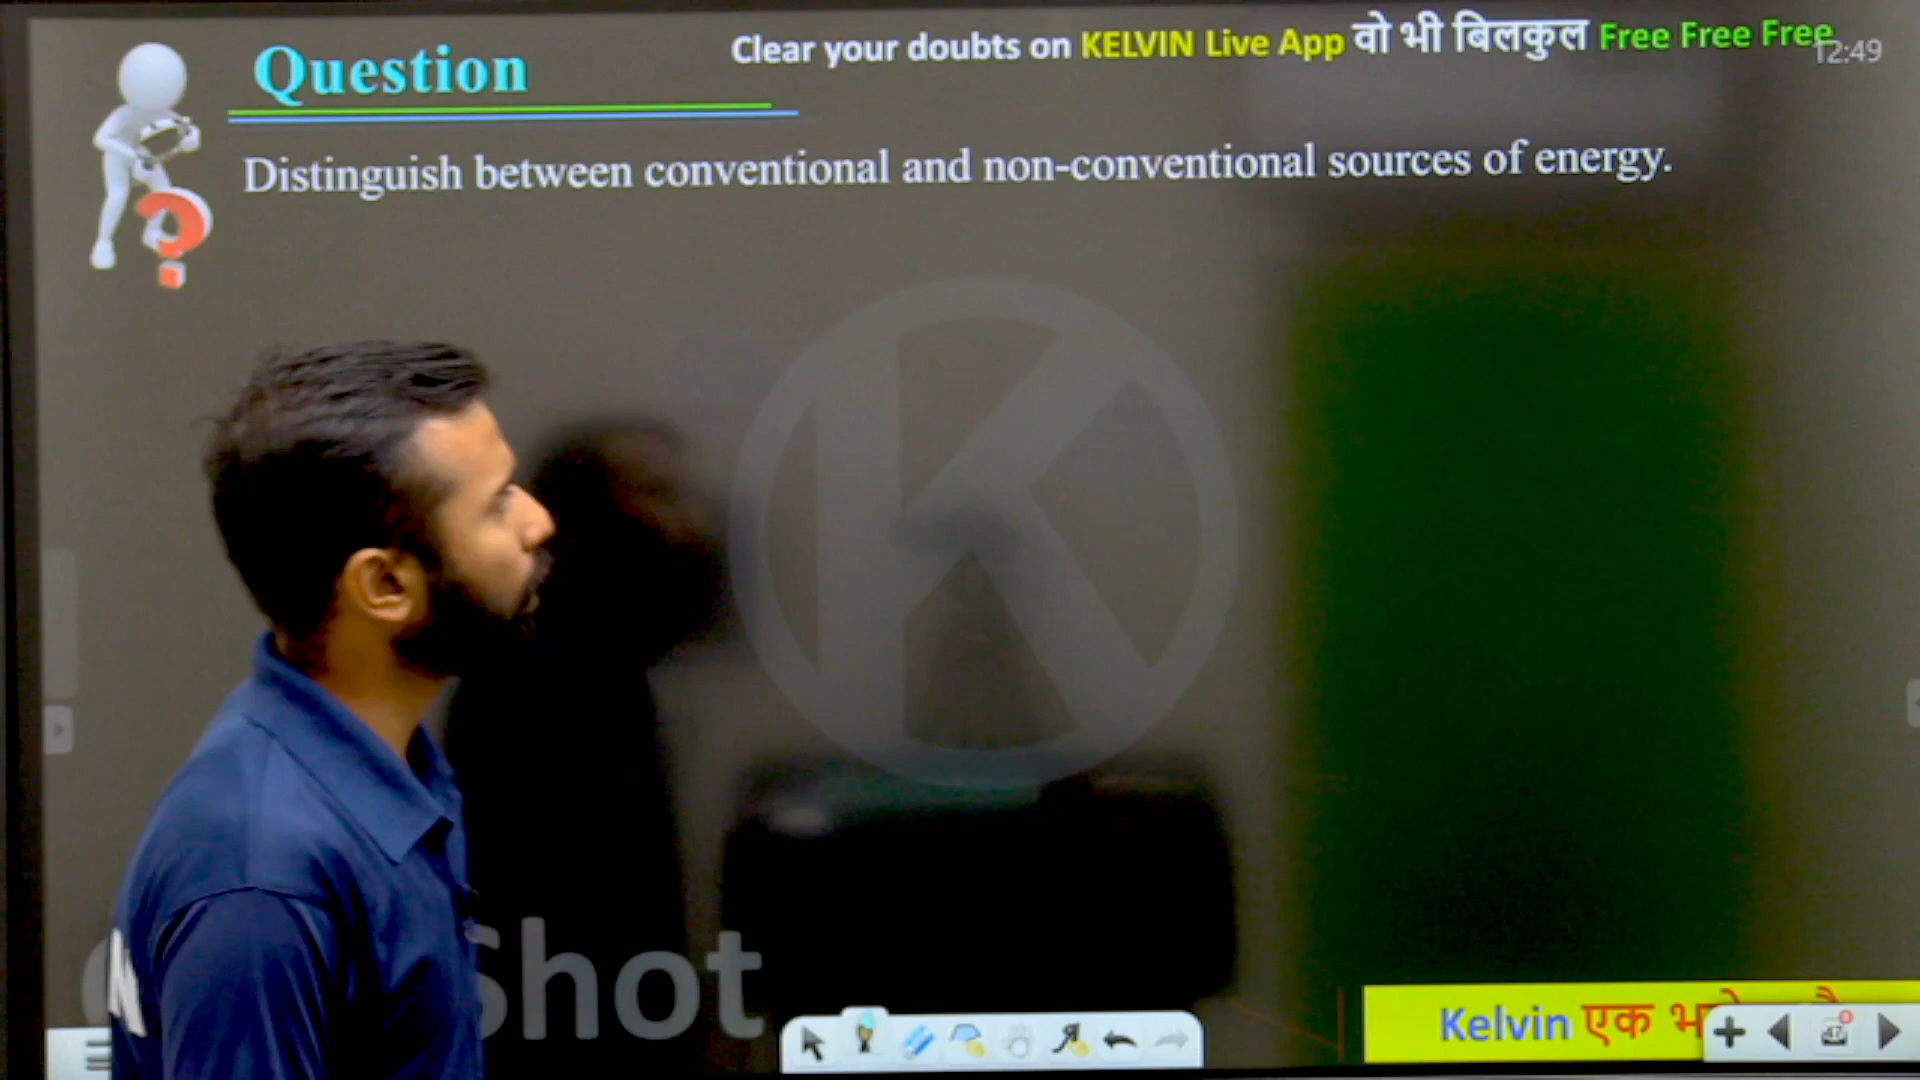 Question
Clear your doubts on KELVIN Live App वो भी बिलकुल Free Free Free
12:49
Distinguish between conventional and non-conventional sources of energy.
Shot
Kelvin एक
47